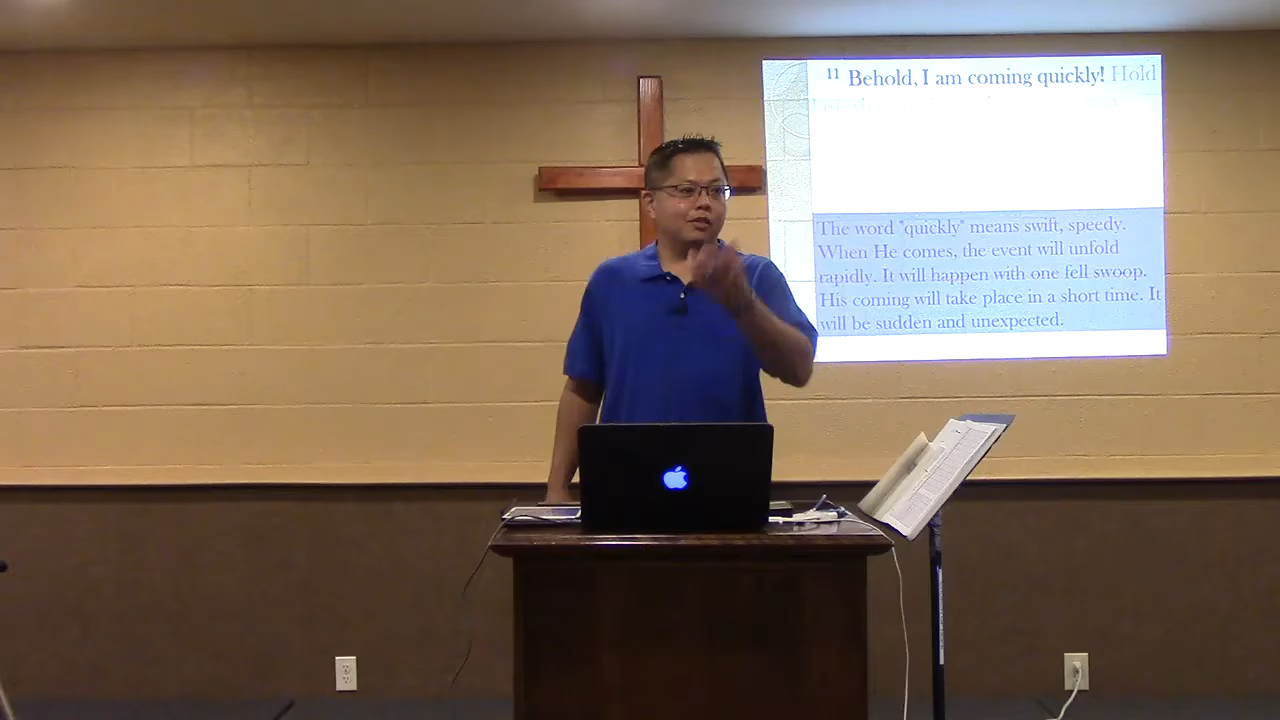 11 Behold, I am coming quickly! Hold
The word "quickly" means swift, speedy.
When He comes, the event will unfold
rapidly. It will happen with one fell swoop.
His coming will take place in a short time. It
will be sudden and unexpected.